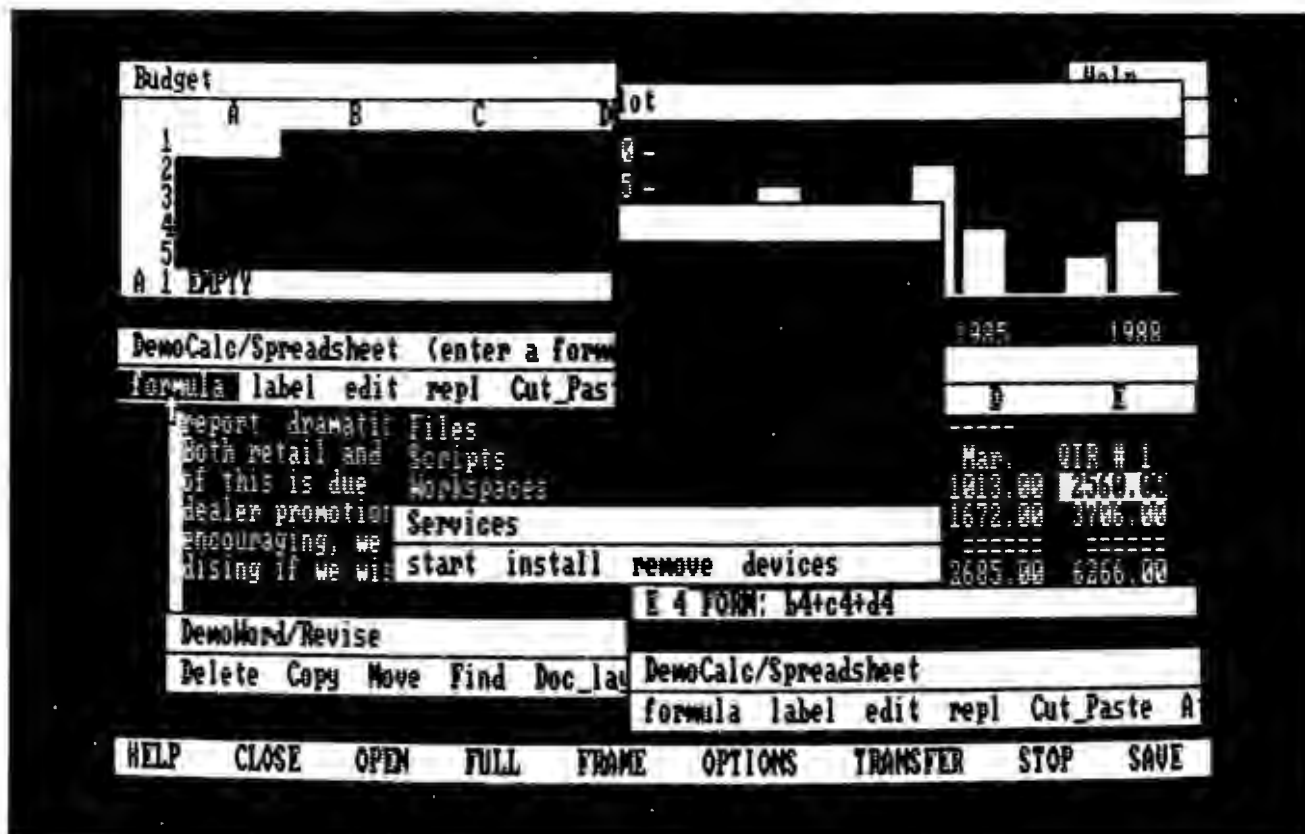 Budget
A B C D
1
2
3
4
5
A 1 EMPTY
DemoCalc/Spreadsheet (enter a form
formula label edit repl Cut_Pas
Help
lot
0 -
5 -
1985 1988
D E
-----
Mar. QTR # 1
1013.00 2560.00
1672.00 3706.00
------ ------
2685.00 6266.00
E 4 FORM: b4+c4+d4
DemoCalc/Spreadsheet
formula label edit repl Cut_Paste A
report dramatic
Both retail and
of this is due
dealer promotion
encouraging, we
dising if we wis
DemoWord/Revise
Delete Copy Move Find Doc_lay
Files
Scripts
Workspaces
Services
start install remove devices
HELP CLOSE OPEN FULL FRAME OPTIONS TRANSFER STOP SAVE